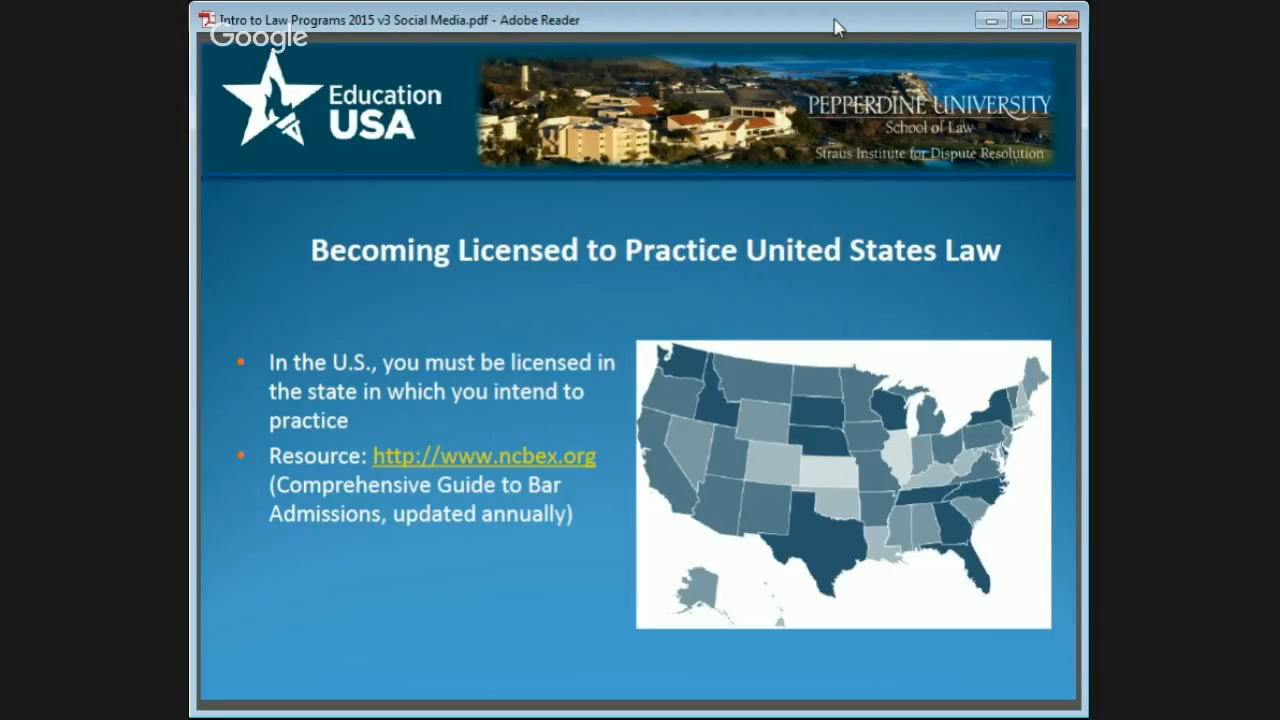 Intro to Law Programs 2015 v3 Social Media.pdf - Adobe Reader
Google
Education
USA
PEPPERDINE UNIVERSITY
School of Law
Straus Institute for Dispute Resolution
Becoming Licensed to Practice United States Law
• In the U.S., you must be licensed in
the state in which you intend to
practice
• Resource: http://www.ncbex.org
(Comprehensive Guide to Bar
Admissions, updated annually)